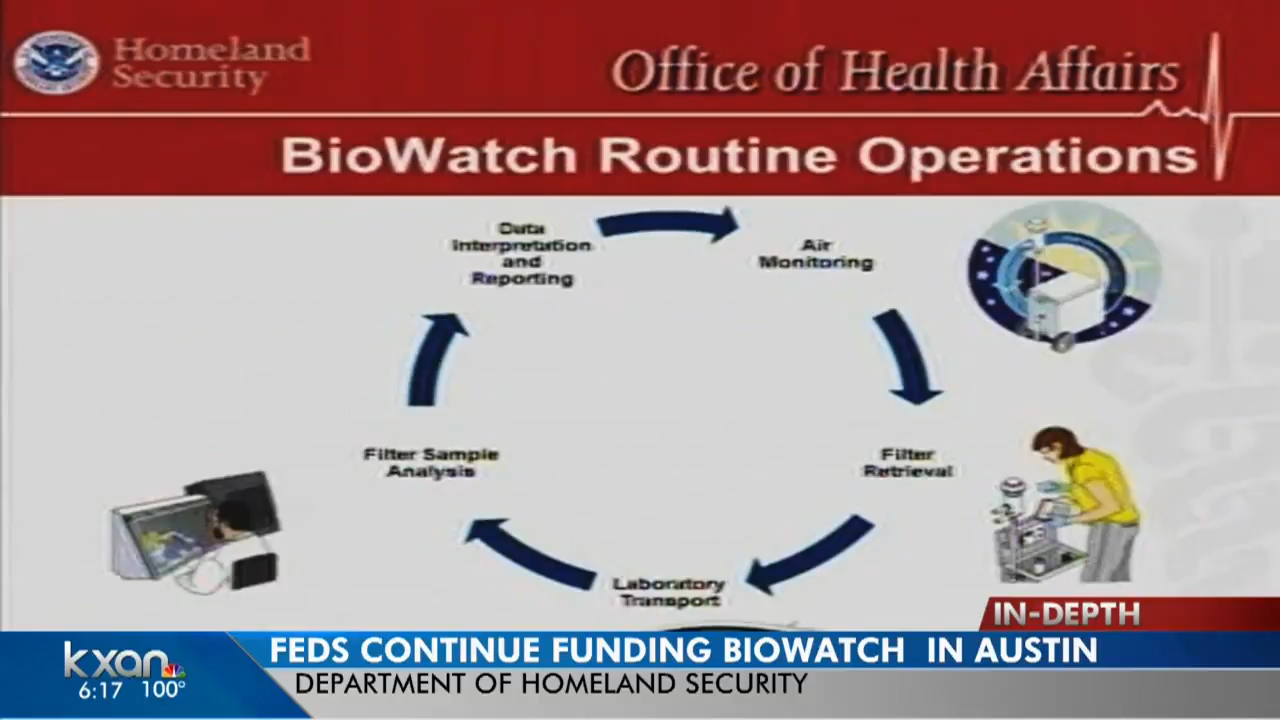 Homeland
Security
Office of Health Affairs
BioWatch Routine Operations
Data
Interpretation
and
Reporting
Air
Monitoring
Filter Sample
Analysis
Filter
Retrieval
Laboratory
Transport
IN-DEPTH
kxan
FEDS CONTINUE FUNDING BIOWATCH IN AUSTIN
6:17 100°
DEPARTMENT OF HOMELAND SECURITY